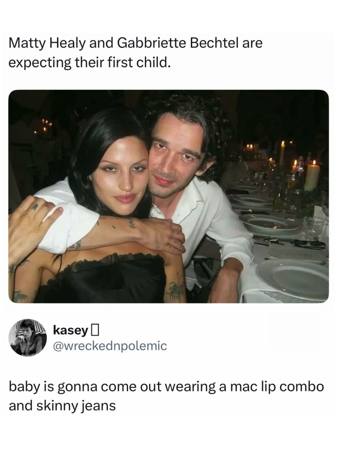 Matty Healy and Gabbriette Bechtel are
expecting their first child.
kasey
@wreckednpolemic
baby is gonna come out wearing a mac lip combo
and skinny jeans